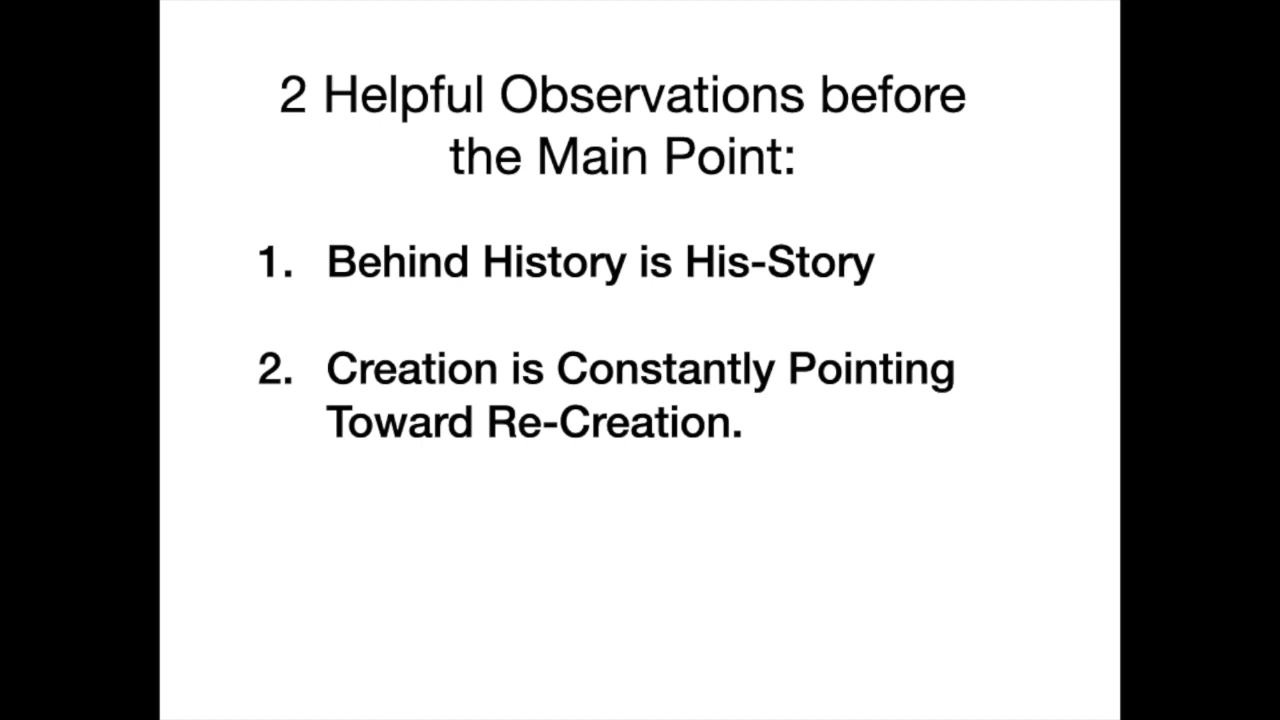 2 Helpful Observations before
the Main Point:
1. Behind History is His-Story
2. Creation is Constantly Pointing
Toward Re-Creation.